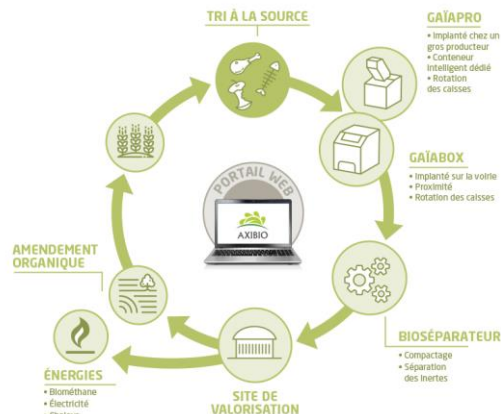 TRI À LA SOURCE
GAÏAPRO
• Implanté chez un
gros producteur
• Conteneur
intelligent dédié
• Rotation
des caisses
GAÏABOX
• Implanté sur la voirie
• Proximité
• Rotation des caisses
PORTAIL WEB
AXIBIO
AMENDEMENT
ORGANIQUE
BIOSÉPARATEUR
• Compactage
• Séparation
des inertes
ÉNERGIES
• Biométhane
• Électricité
• Chaleur
SITE DE
VALORISATION